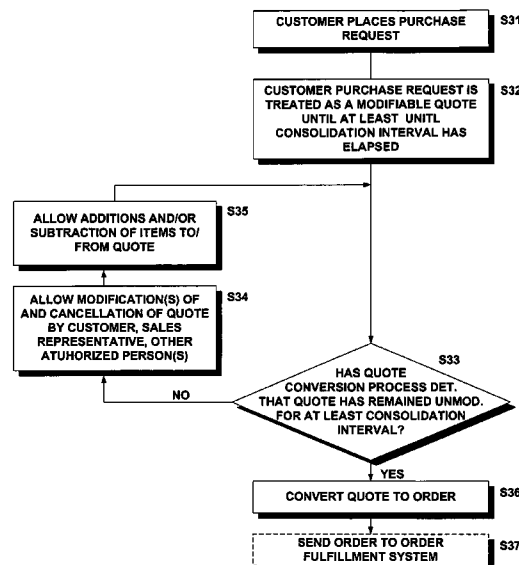 CUSTOMER PLACES PURCHASE
REQUEST
S31
CUSTOMER PURCHASE REQUEST IS
TREATED AS A MODIFIABLE QUOTE
UNTIL AT LEAST UNITL
CONSOLIDATION INTERVAL HAS
ELAPSED
S32
ALLOW ADDITIONS AND/OR
SUBTRACTION OF ITEMS TO/
FROM QUOTE
S35
ALLOW MODIFICATION(S) OF
AND CANCELLATION OF QUOTE
BY CUSTOMER, SALES
REPRESENTATIVE, OTHER
ATUHORIZED PERSON(S)
S34
S33
HAS QUOTE
CONVERSION PROCESS DET.
THAT QUOTE HAS REMAINED UNMOD.
FOR AT LEAST CONSOLIDATION
INTERVAL?
NO
YES
CONVERT QUOTE TO ORDER
S36
SEND ORDER TO ORDER
FULFILLMENT SYSTEM
S37